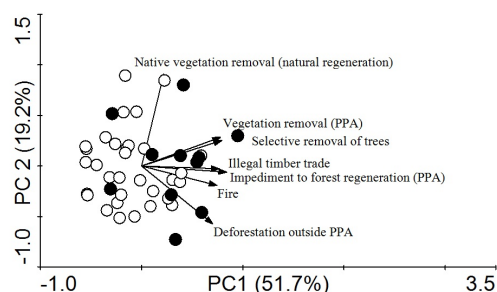 1.5
Native vegetation removal (natural regeneration)
Vegetation removal (PPA)
Selective removal of trees
Illegal timber trade
Impediment to forest regeneration (PPA)
Fire
Deforestation outside PPA
PC 2 (19.2%)
-1.0
-1.0
PC1 (51.7%)
3.5